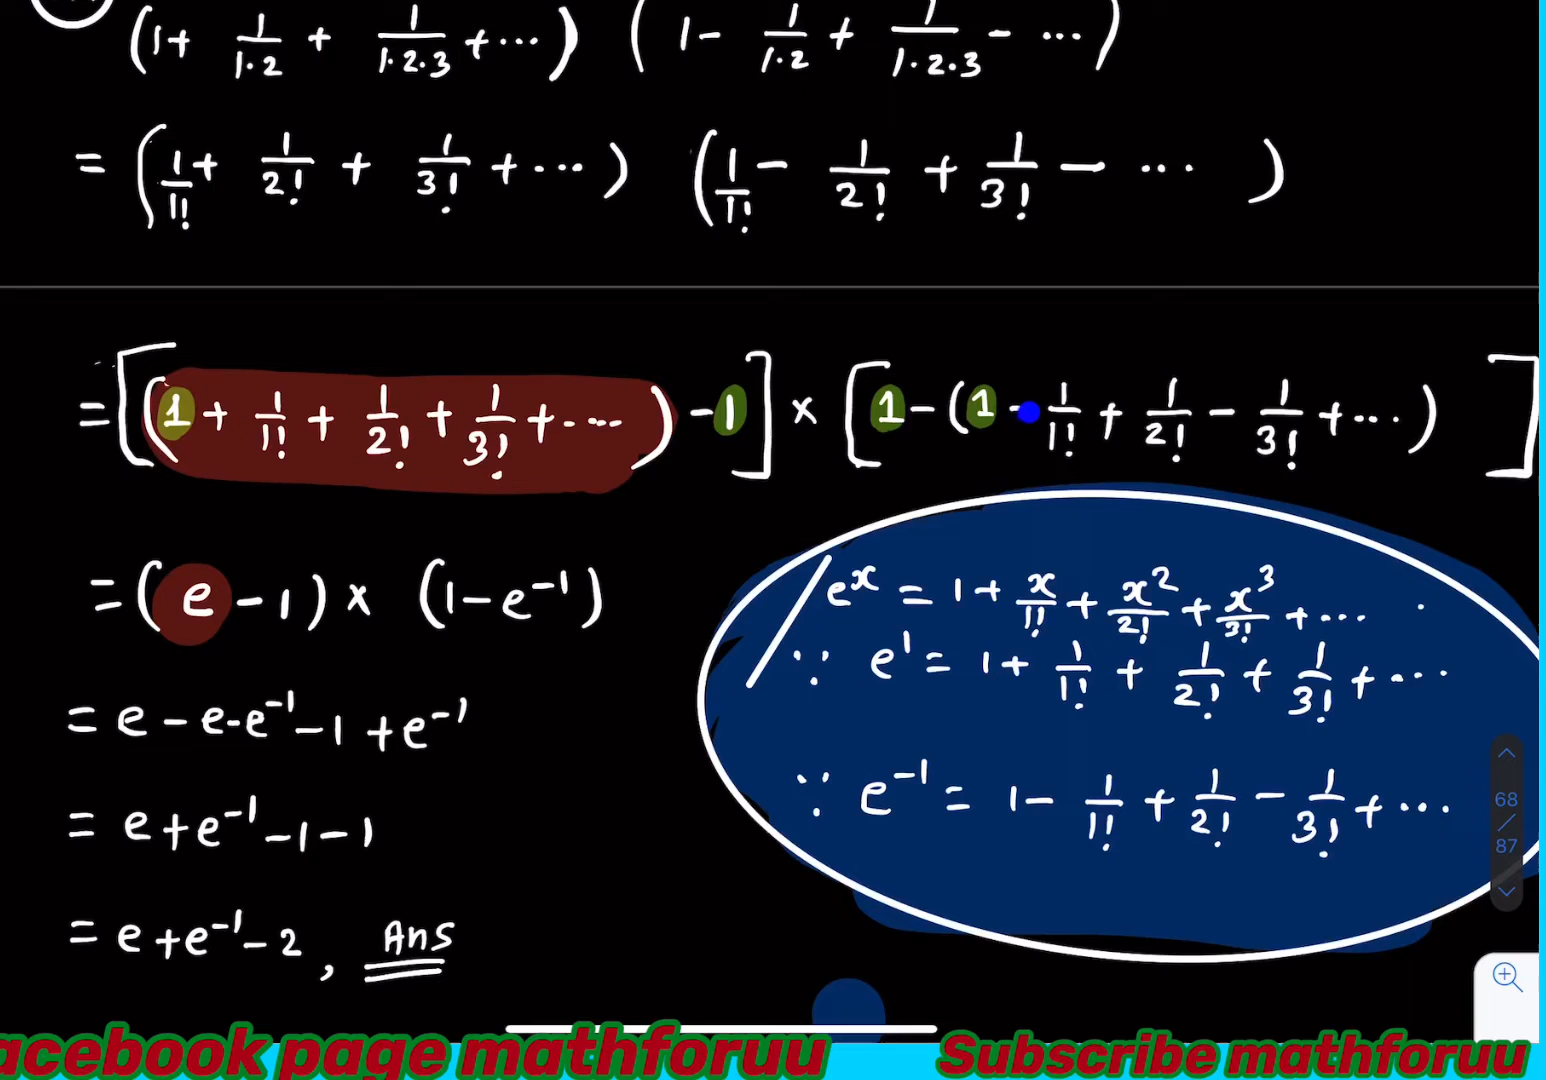 (1+ 1/1·2 + 1/1·2·3 +···) (1- 1/1·2 + 1/1·2·3 - ···)
= (1/1! + 1/2! + 1/3! +···) (1/1! - 1/2! + 1/3! - ···)
= [(1 + 1/1! + 1/2! + 1/3! +····) -1] × [1-(1 - 1/1! + 1/2! - 1/3! +···)]
= (e-1) × (1-e⁻¹)
= e - e·e⁻¹ - 1 + e⁻¹
= e + e⁻¹ - 1 - 1
= e + e⁻¹ - 2, Ans
eˣ = 1 + x/1! + x²/2! + x³/3! + ···
∵ e¹ = 1 + 1/1! + 1/2! + 1/3! + ···
∵ e⁻¹ = 1 - 1/1! + 1/2! - 1/3! + ···
68
/
87
acebook page mathforuu
Subscribe mathforuu